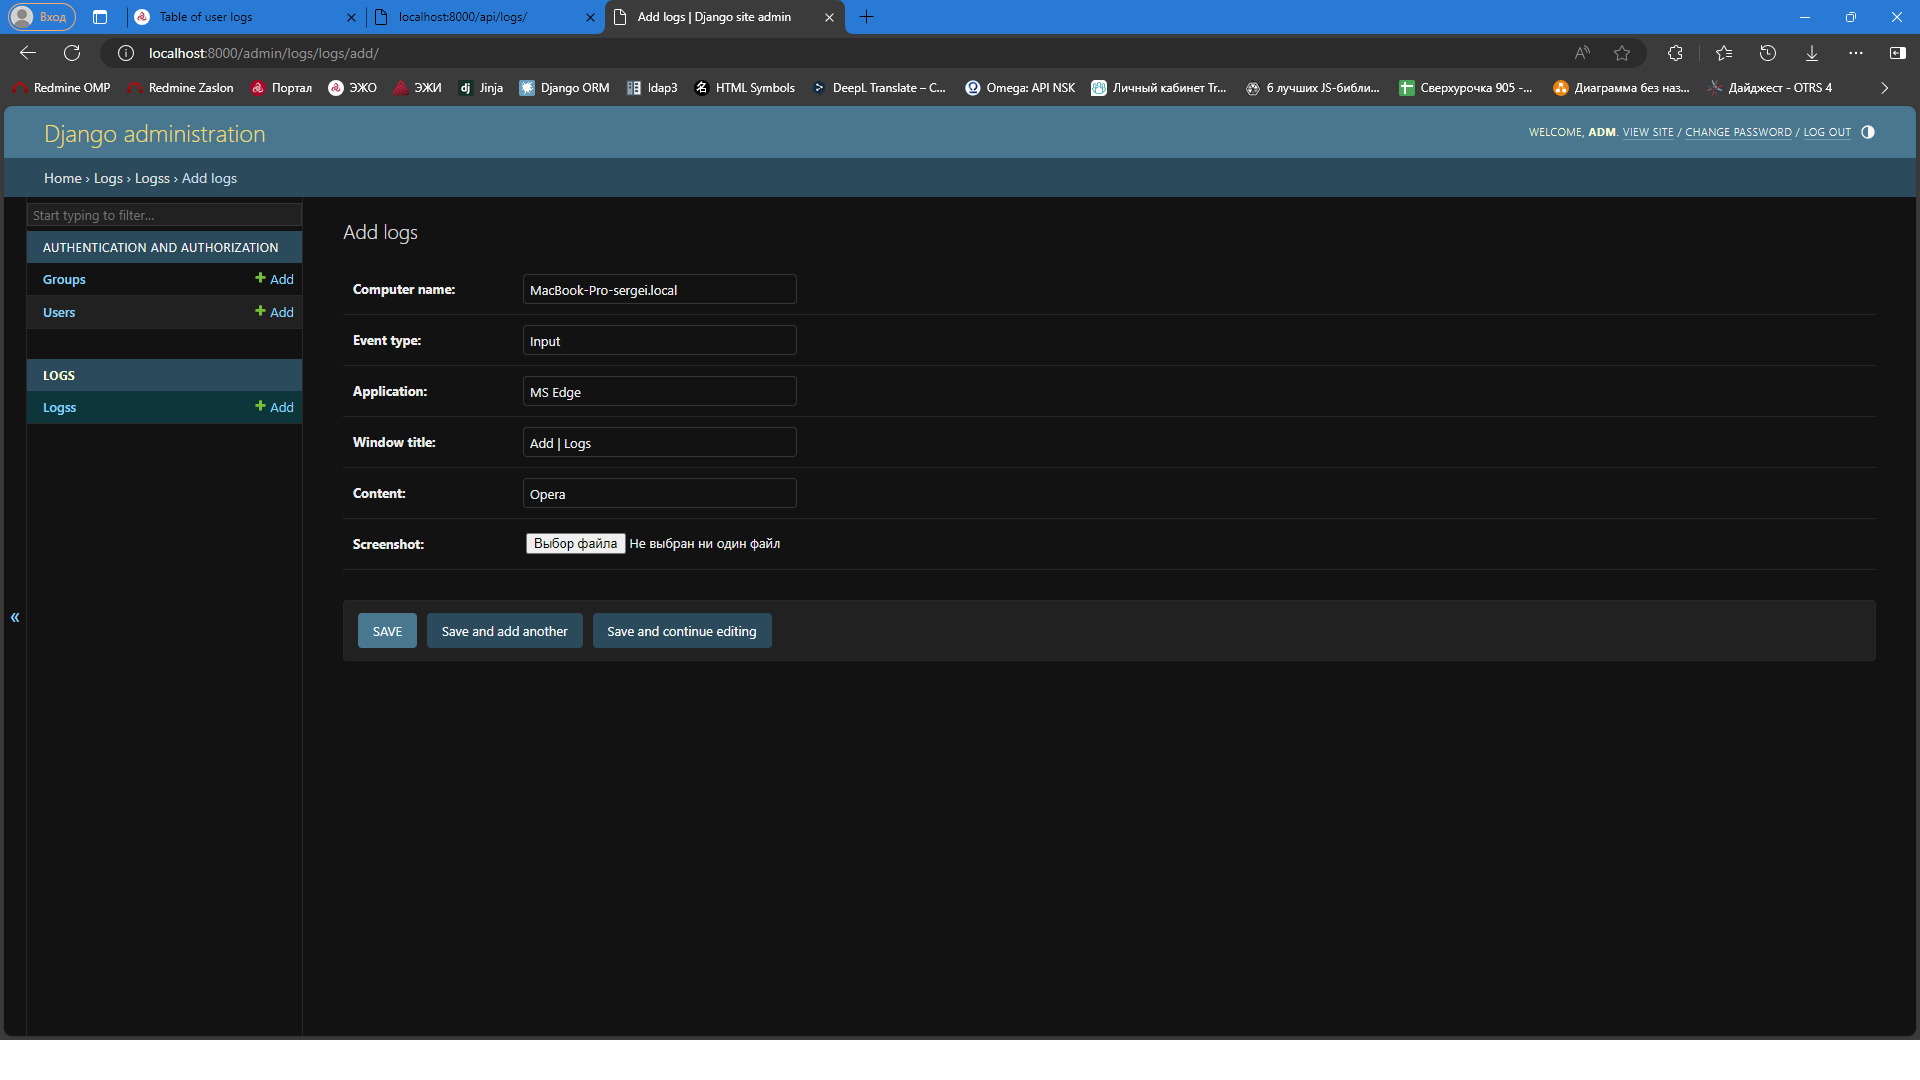 Вход
Table of user logs
localhost:8000/api/logs/
Add logs | Django site admin
localhost:8000/admin/logs/logs/add/
Redmine OMP
Redmine Zaslon
Портал
ЭЖО
ЭЖИ
dj Jinja
Django ORM
ldap3
HTML Symbols
DeepL Translate – С...
Omega: API NSK
Личный кабинет Tr...
6 лучших JS-библи...
Сверхурочка 905 -...
Диаграмма без наз...
Дайджест - OTRS 4
Django administration
WELCOME, ADM. VIEW SITE / CHANGE PASSWORD / LOG OUT
Home › Logs › Logss › Add logs
Start typing to filter...
AUTHENTICATION AND AUTHORIZATION
Groups + Add
Users + Add
LOGS
Logss + Add
«
Add logs
Computer name: MacBook-Pro-sergei.local
Event type: Input
Application: MS Edge
Window title: Add | Logs
Content: Opera
Screenshot: Выбор файла Не выбран ни один файл
SAVE
Save and add another
Save and continue editing